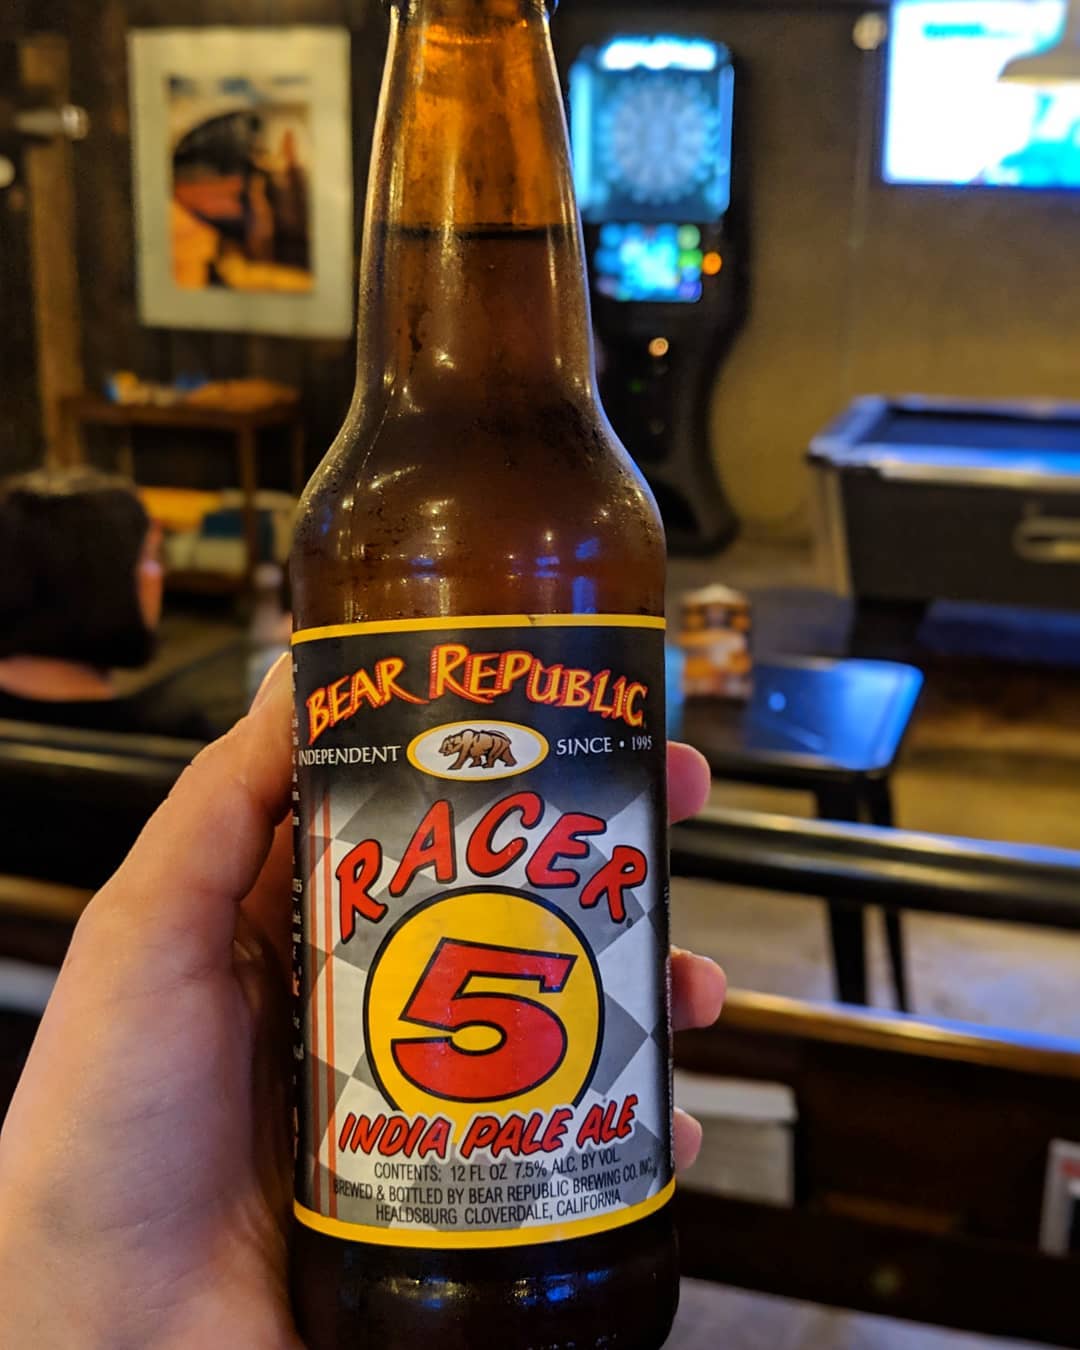 BEAR REPUBLIC
INDEPENDENT SINCE • 1995
RACER
5
INDIA PALE ALE
CONTENTS: 12 FL OZ 7.5% ALC. BY VOL.
BREWED & BOTTLED BY BEAR REPUBLIC BREWING CO. INC.
HEALDSBURG CLOVERDALE, CALIFORNIA